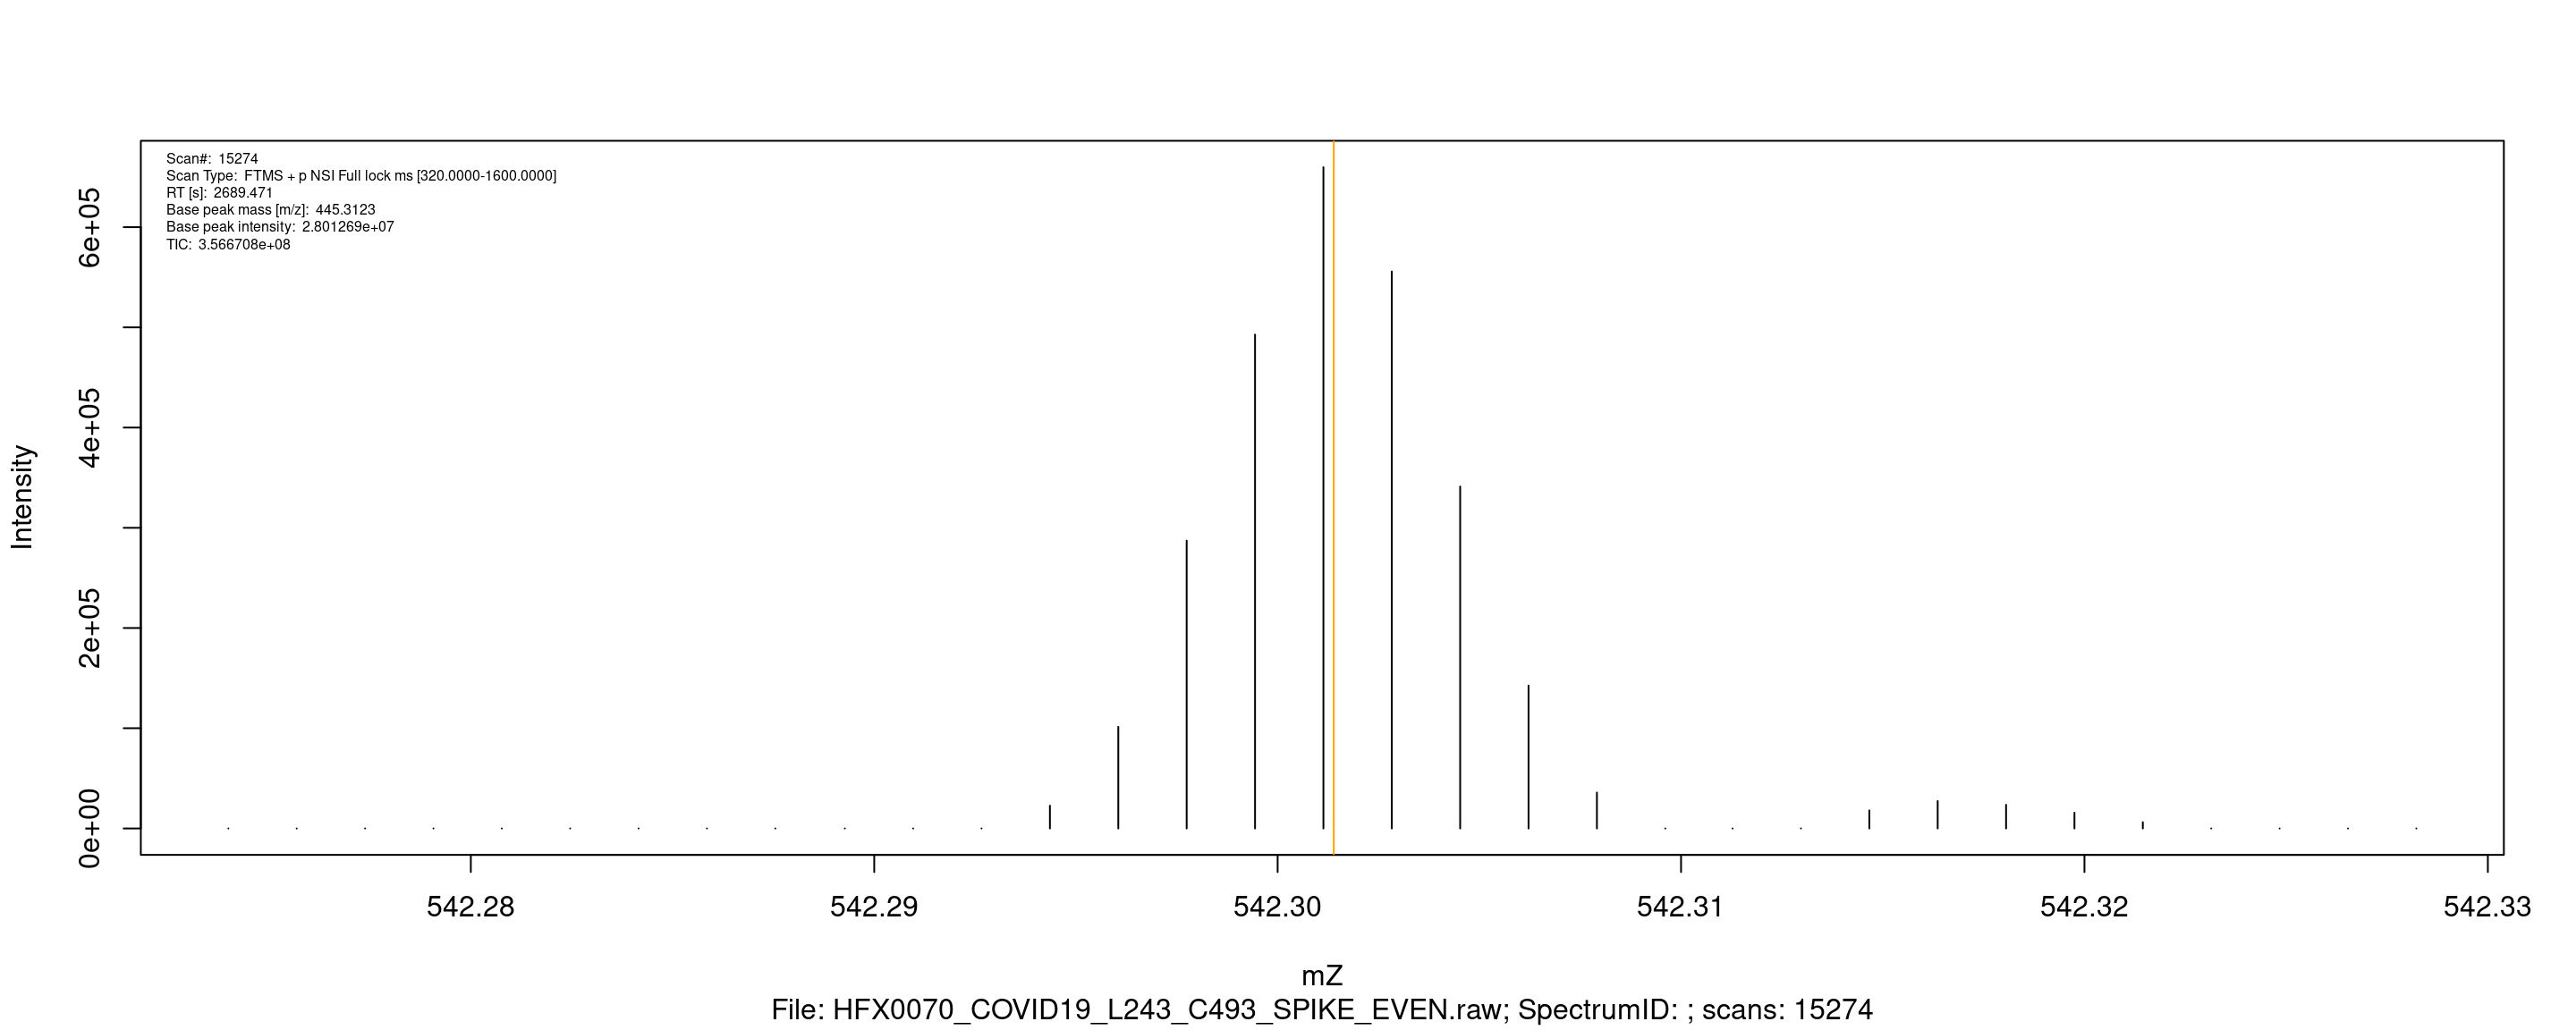 Scan#: 15274
Scan Type: FTMS + p NSI Full lock ms [320.0000-1600.0000]
RT [s]: 2689.471
Base peak mass [m/z]: 445.3123
Base peak intensity: 2.801269e+07
TIC: 3.566708e+08
6e+05
4e+05
2e+05
0e+00
Intensity
542.28 542.29 542.30 542.31 542.32 542.33
mZ
File: HFX0070_COVID19_L243_C493_SPIKE_EVEN.raw; SpectrumID: ; scans: 15274